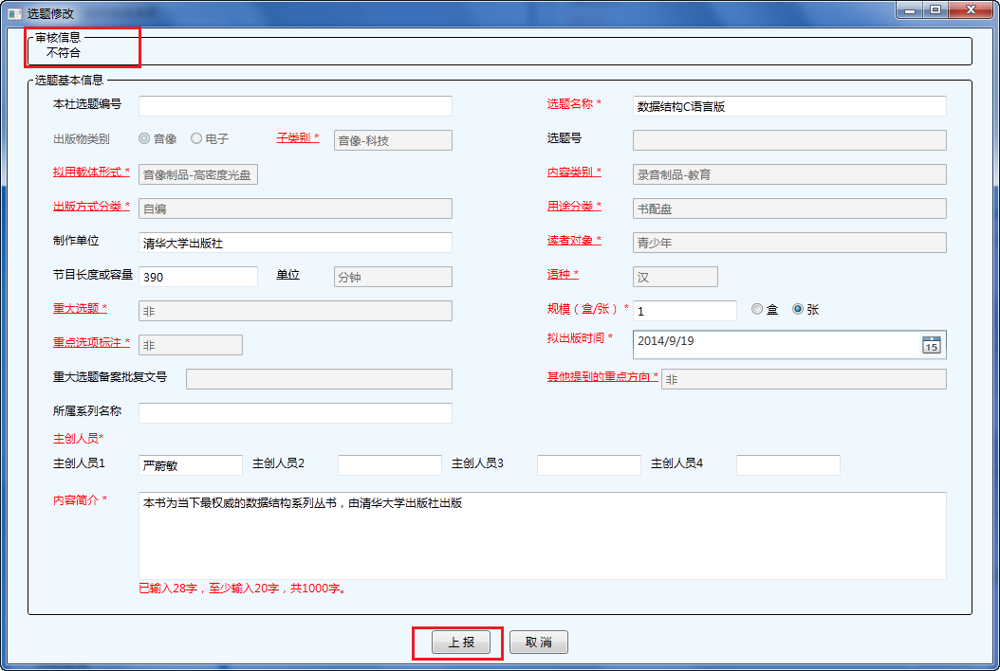 选题修改
审核信息
不符合
选题基本信息
本社选题编号 选题名称 * 数据结构C语言版
出版物类别 音像 电子 子类别 * 音像-科技 选题号
拟用载体形式 * 音像制品-高密度光盘 内容类别 * 录音制品-教育
出版方式分类 * 自编 用途分类 * 书配盘
制作单位 清华大学出版社 读者对象 * 青少年
节目长度或容量 390 单位 分钟 语种 * 汉
重大选题 * 非 规模（盒/张） * 1 盒 张
重点选项标注 * 非 拟出版时间 * 2014/9/19 15
重大选题备案批复文号 其他提到的重点方向 * 非
所属系列名称
主创人员*
主创人员1 严蔚敏 主创人员2 主创人员3 主创人员4
内容简介 * 本书为当下最权威的数据结构系列丛书，由清华大学出版社出版
已输入28字，至少输入20字，共1000字。
上报 取消